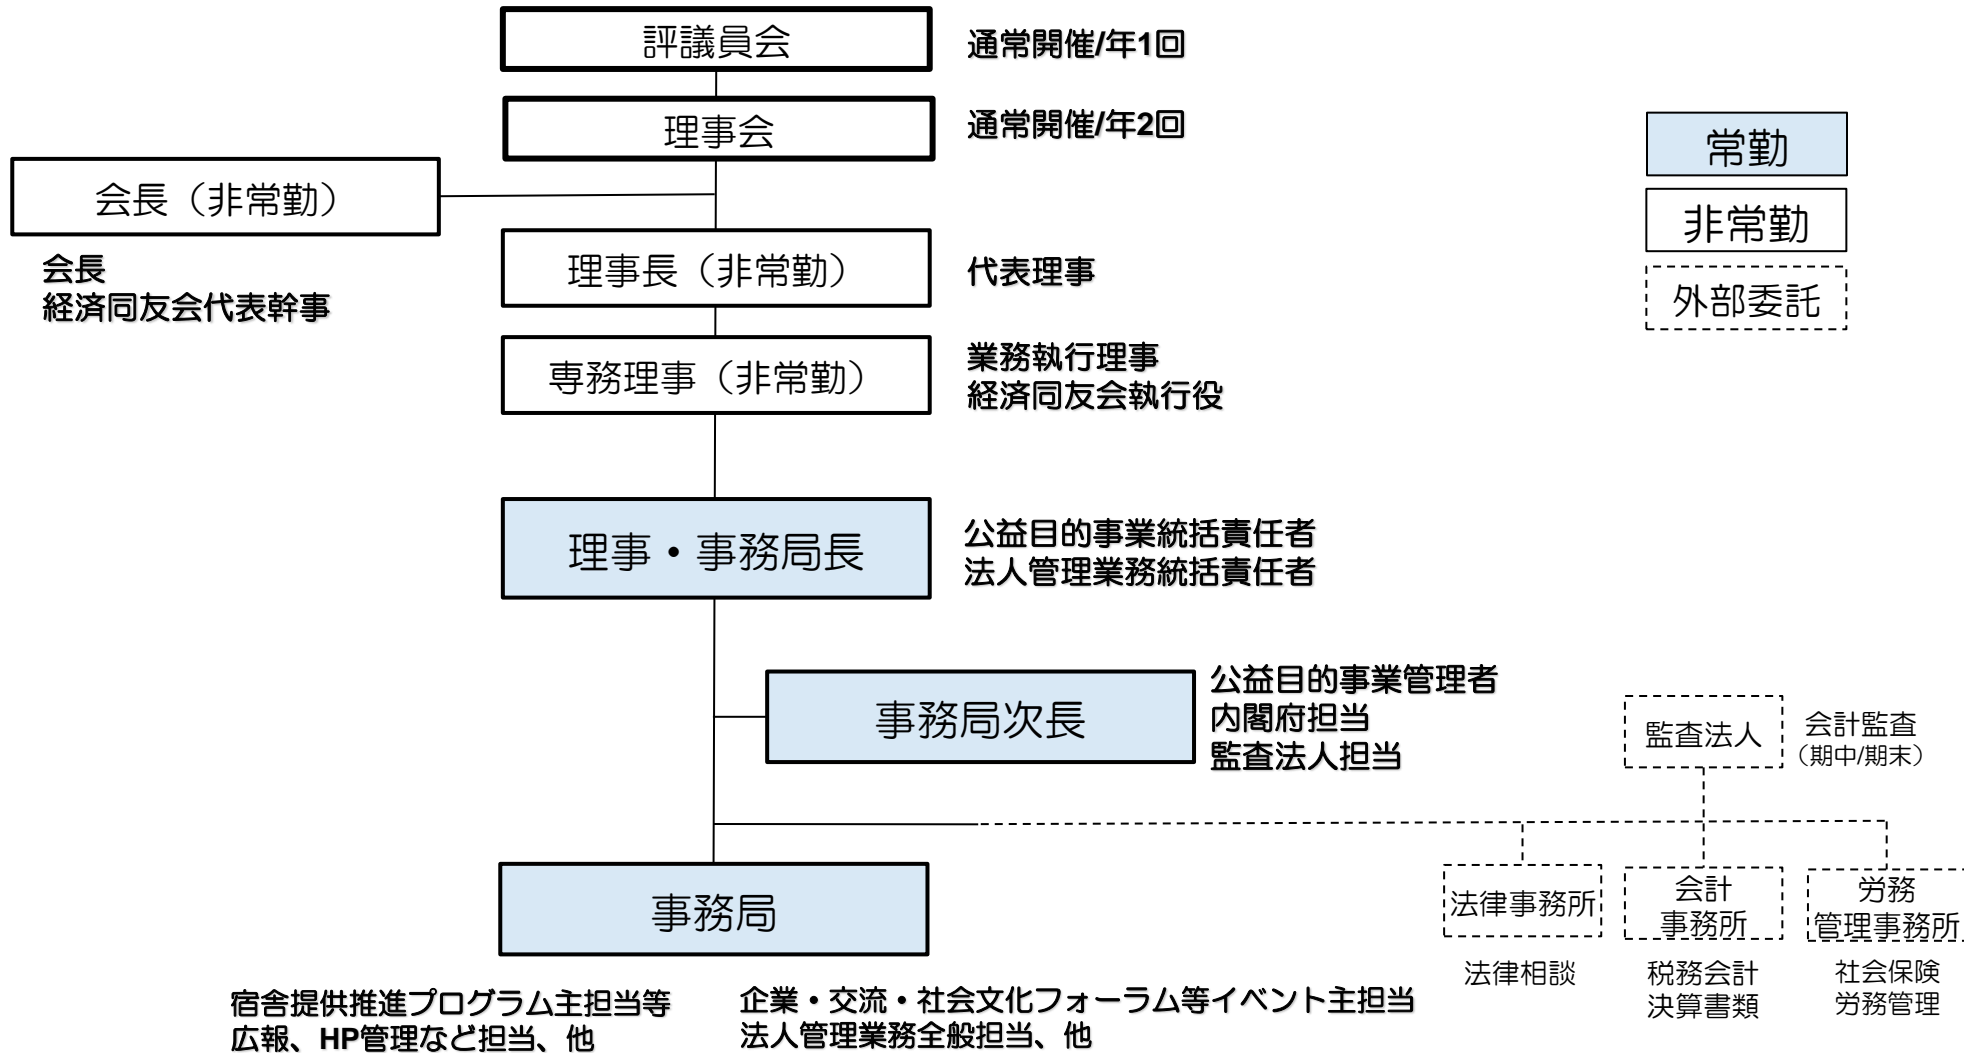 評議員会
通常開催/年1回
理事会
通常開催/年2回
常勤
非常勤
外部委託
会長（非常勤）
会長
経済同友会代表幹事
理事長（非常勤）
代表理事
専務理事（非常勤）
業務執行理事
経済同友会執行役
理事・事務局長
公益目的事業統括責任者
法人管理業務統括責任者
事務局次長
公益目的事業管理者
内閣府担当
監査法人担当
監査法人
会計監査
（期中/期末）
事務局
法律事務所
会計
事務所
労務
管理事務所
法律相談
税務会計
決算書類
社会保険
労務管理
宿舎提供推進プログラム主担当等
広報、HP管理など担当、他
企業・交流・社会文化フォーラム等イベント主担当
法人管理業務全般担当、他